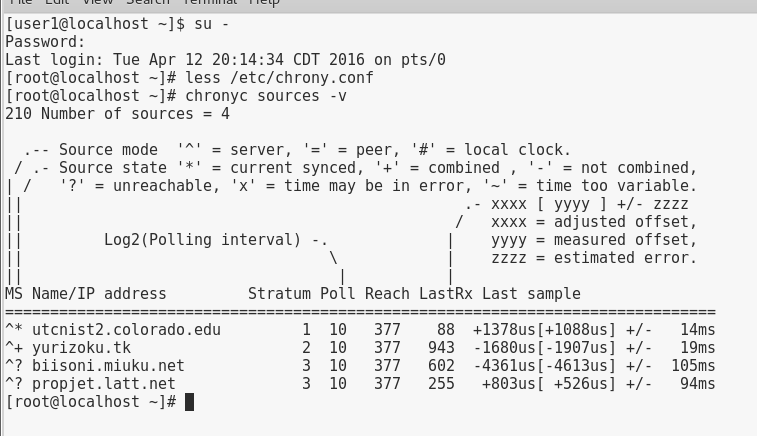 File Edit View Search Terminal Help
[user1@localhost ~]$ su -
Password:
Last login: Tue Apr 12 20:14:34 CDT 2016 on pts/0
[root@localhost ~]# less /etc/chrony.conf
[root@localhost ~]# chronyc sources -v
210 Number of sources = 4

  .-- Source mode  '^' = server, '=' = peer, '#' = local clock.
 / .- Source state '*' = current synced, '+' = combined , '-' = not combined,
| /   '?' = unreachable, 'x' = time may be in error, '~' = time too variable.
||                                                 .- xxxx [ yyyy ] +/- zzzz
||                                                /   xxxx = adjusted offset,
||         Log2(Polling interval) -.             |    yyyy = measured offset,
||                                  \            |    zzzz = estimated error.
||                                   |           |
MS Name/IP address         Stratum Poll Reach LastRx Last sample
===============================================================================
^* utcnist2.colorado.edu         1  10   377    88  +1378us[+1088us] +/-   14ms
^+ yurizoku.tk                   2  10   377   943  -1680us[-1907us] +/-   19ms
^? biisoni.miuku.net             3  10   377   602  -4361us[-4613us] +/-  105ms
^? propjet.latt.net              3  10   377   255   +803us[ +526us] +/-   94ms
[root@localhost ~]#